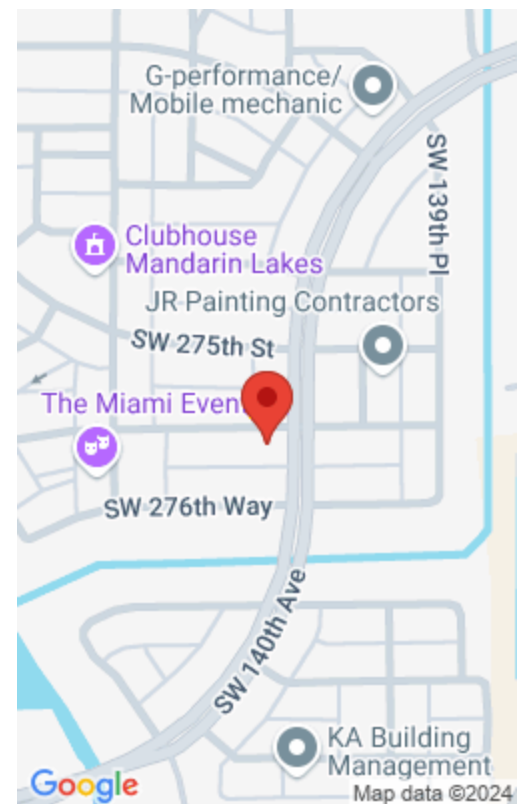 G-performance/
Mobile mechanic
SW 139th Pl
Clubhouse
Mandarin Lakes
JR Painting Contractors
SW 275th St
The Miami Even
SW 276th Way
SW 140th Ave
KA Building
Management
Google
Map data ©2024